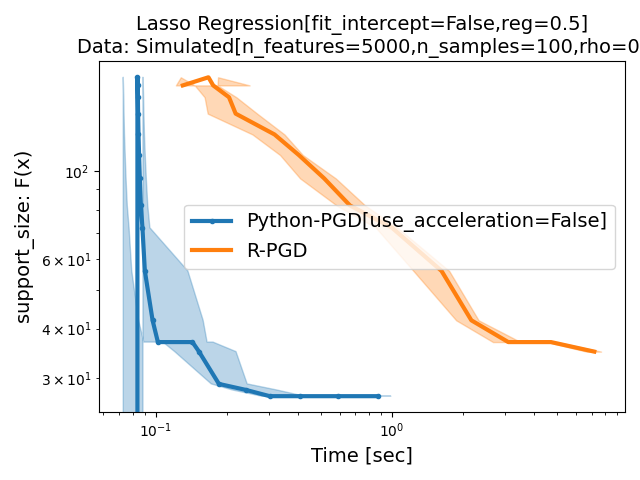 Lasso Regression[fit_intercept=False,reg=0.5]
Data: Simulated[n_features=5000,n_samples=100,rho=0
support_size: F(x)
10²
6 × 10¹
4 × 10¹
3 × 10¹
Python-PGD[use_acceleration=False]
R-PGD
10⁻¹
10⁰
Time [sec]